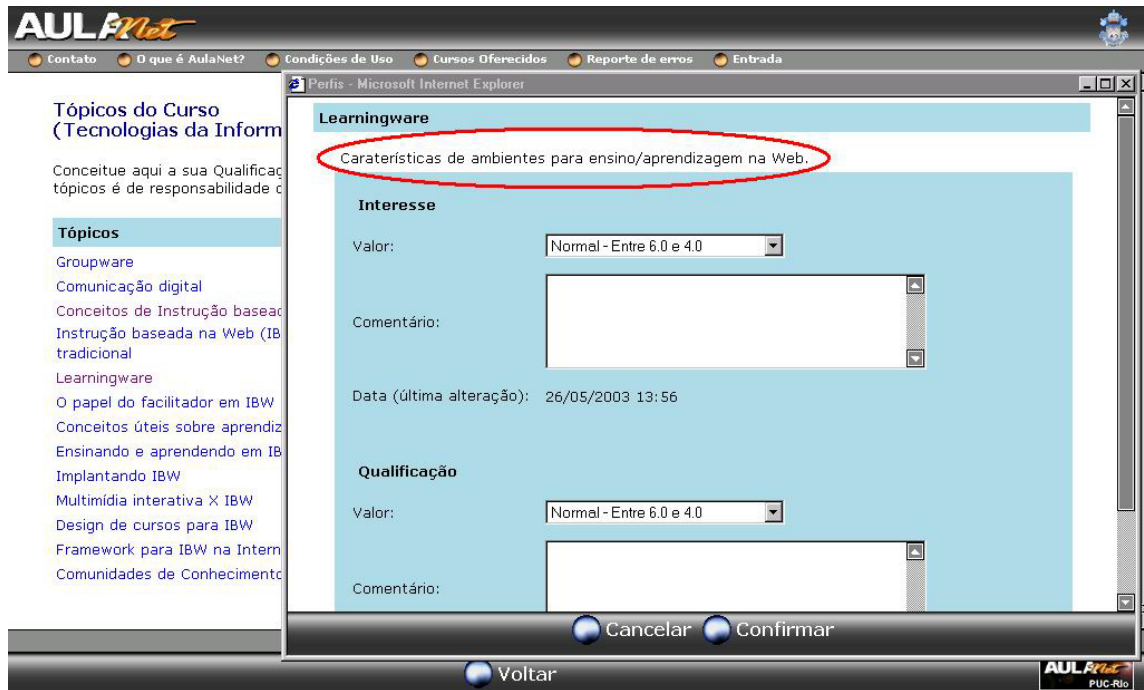 AULANet
Contato O que é AulaNet? Condições de Uso Cursos Oferecidos Reporte de erros Entrada
Tópicos do Curso
(Tecnologias da Inform
Conceitue aqui a sua Qualificaç
tópicos é de responsabilidade
Tópicos
Groupware
Comunicação digital
Conceitos de Instrução basead
Instrução baseada na Web (IB
tradicional
Learningware
O papel do facilitador em IBW
Conceitos úteis sobre aprendiz
Ensinando e aprendendo em IB
Implantando IBW
Multimídia interativa X IBW
Design de cursos para IBW
Framework para IBW na Intern
Comunidades de Conhecimento
Perfis - Microsoft Internet Explorer
Learningware
Caraterísticas de ambientes para ensino/aprendizagem na Web.
Interesse
Valor: Normal - Entre 6.0 e 4.0
Comentário:
Data (última alteração): 26/05/2003 13:56
Qualificação
Valor: Normal - Entre 6.0 e 4.0
Comentário:
Cancelar Confirmar
Voltar
AULANet
PUC-Rio